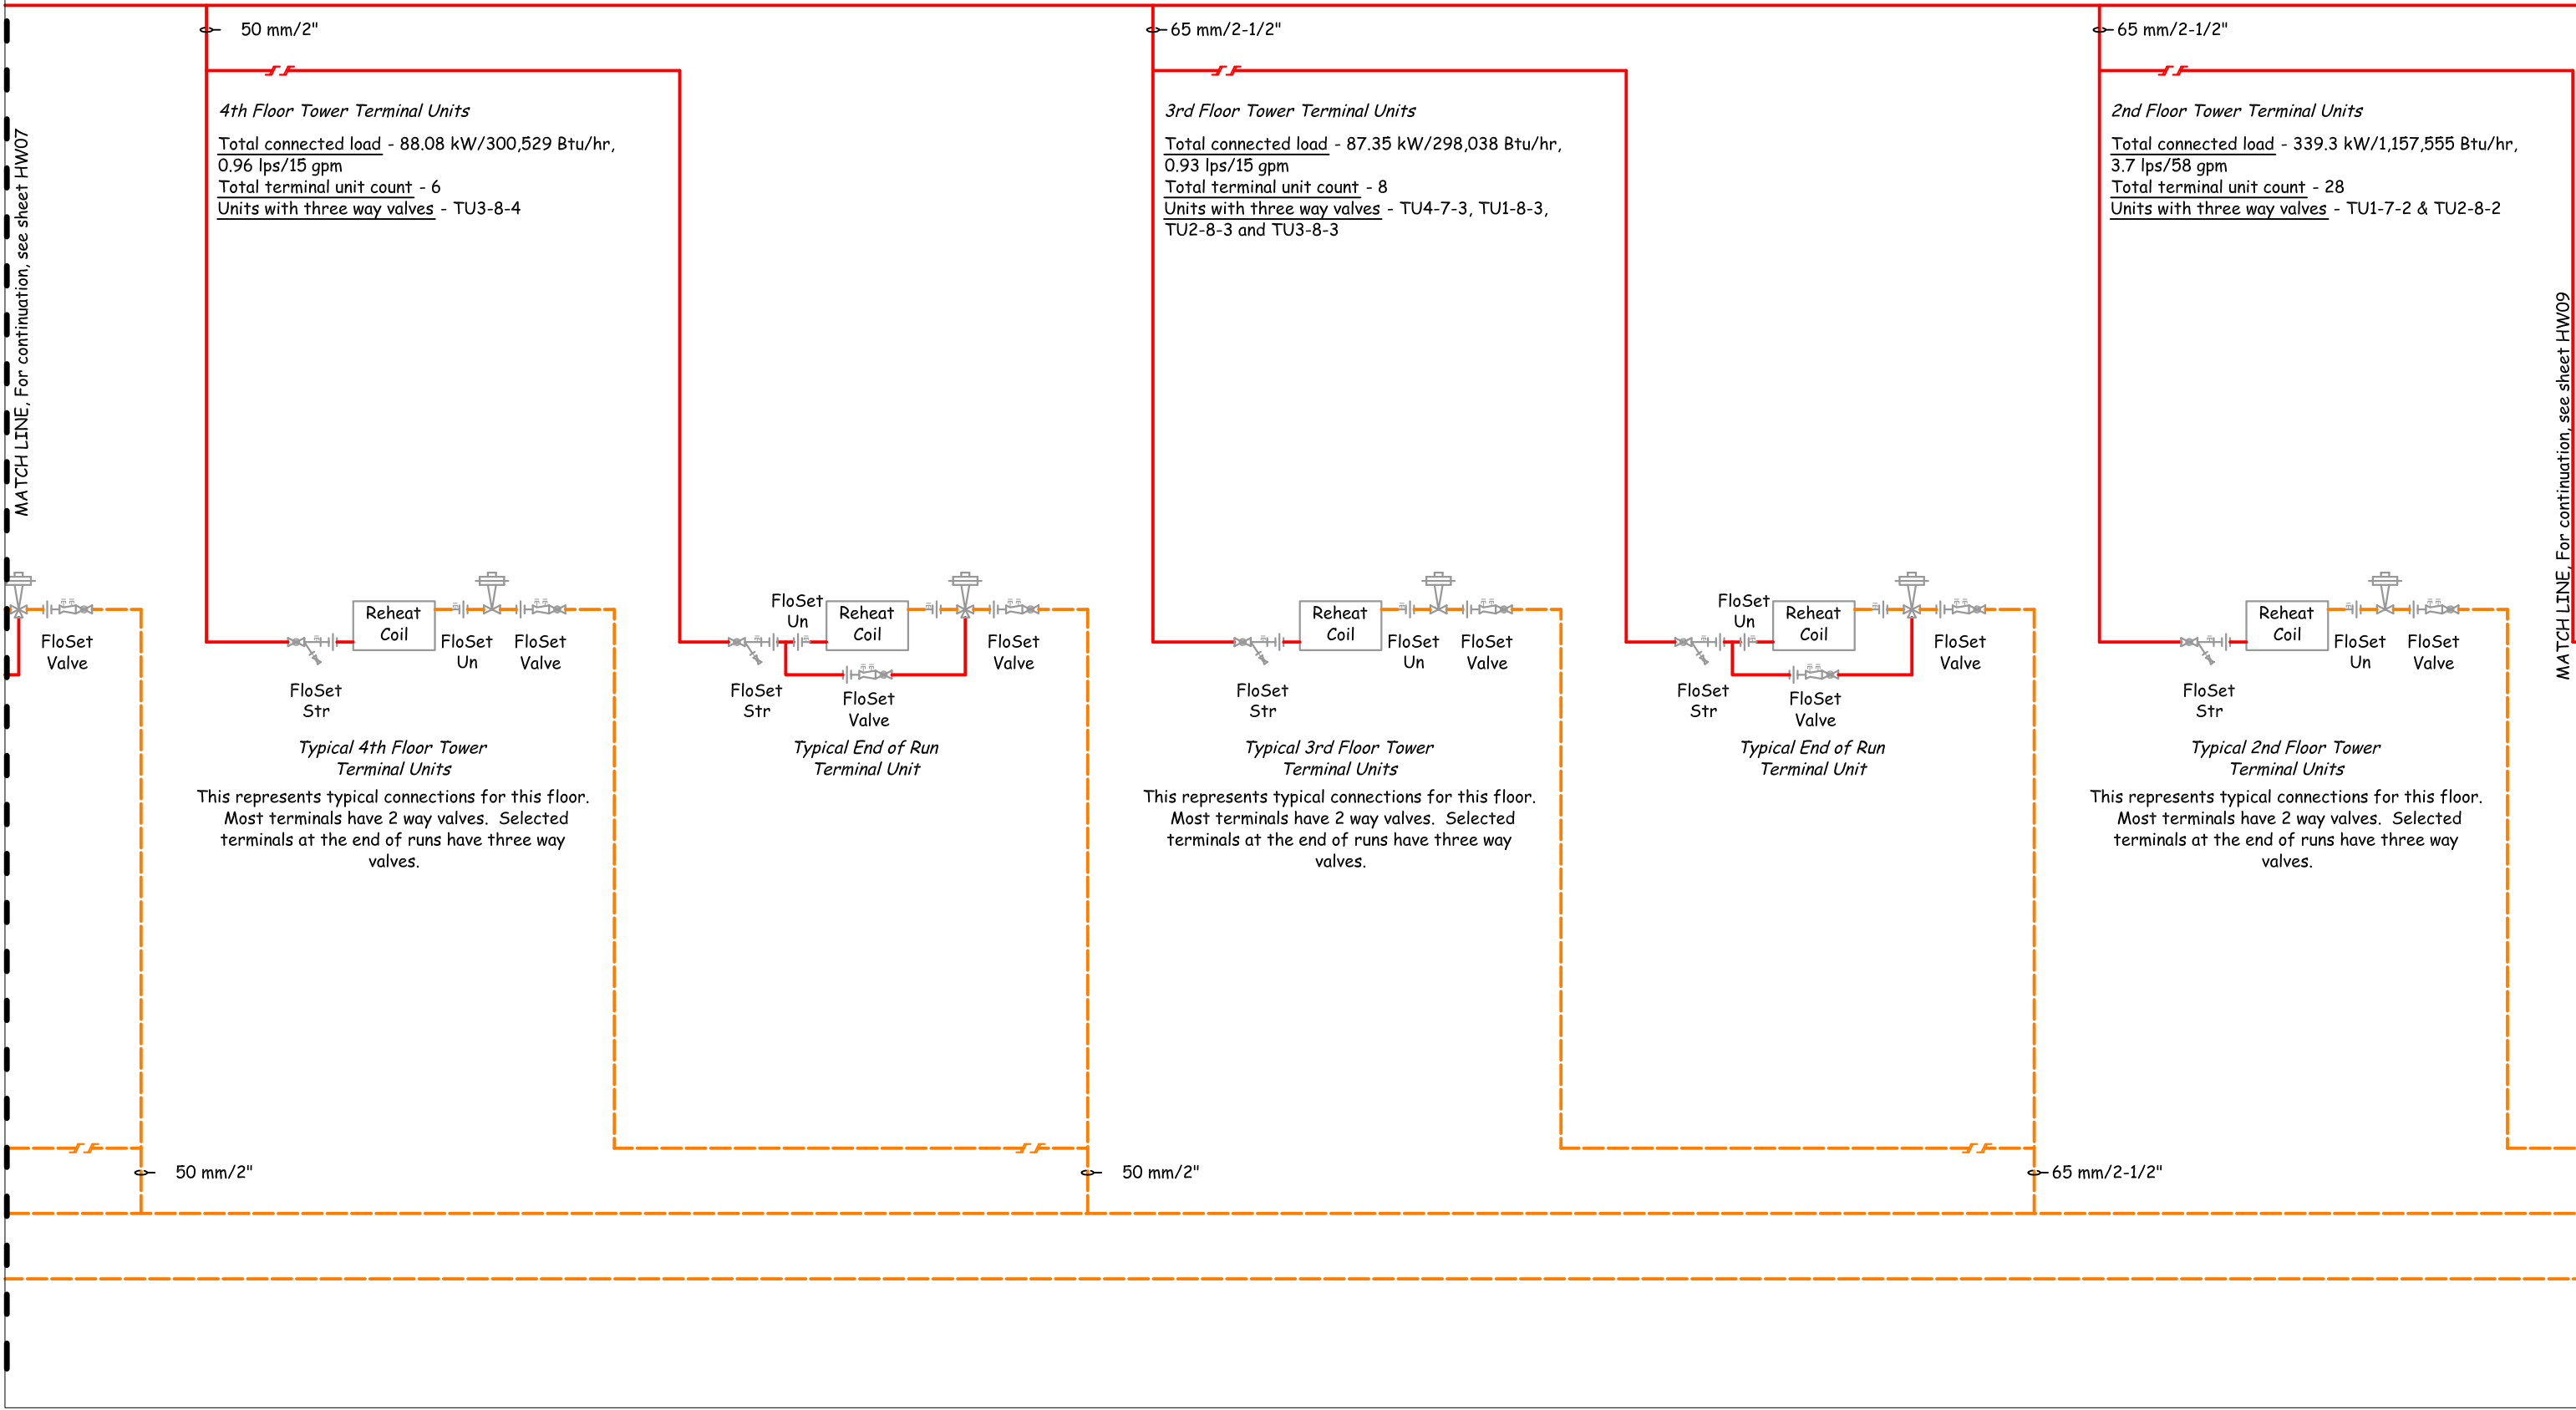 50 mm/2"
65 mm/2-1/2"
65 mm/2-1/2"
MATCH LINE, For continuation, see sheet HW07
4th Floor Tower Terminal Units
Total connected load - 88.08 kW/300,529 Btu/hr,
0.96 lps/15 gpm
Total terminal unit count - 6
Units with three way valves - TU3-8-4
3rd Floor Tower Terminal Units
Total connected load - 87.35 kW/298,038 Btu/hr,
0.93 lps/15 gpm
Total terminal unit count - 8
Units with three way valves - TU4-7-3, TU1-8-3,
TU2-8-3 and TU3-8-3
2nd Floor Tower Terminal Units
Total connected load - 339.3 kW/1,157,555 Btu/hr,
3.7 lps/58 gpm
Total terminal unit count - 28
Units with three way valves - TU1-7-2 & TU2-8-2
MATCH LINE, For continuation, see sheet HW09
FloSet
Valve
FloSet
Str
Reheat
Coil
FloSet
Un
FloSet
Valve
Typical 4th Floor Tower
Terminal Units
This represents typical connections for this floor.
Most terminals have 2 way valves. Selected
terminals at the end of runs have three way
valves.
FloSet
Str
FloSet
Un
Reheat
Coil
FloSet
Valve
FloSet
Valve
Typical End of Run
Terminal Unit
FloSet
Str
Reheat
Coil
FloSet
Un
FloSet
Valve
Typical 3rd Floor Tower
Terminal Units
This represents typical connections for this floor.
Most terminals have 2 way valves. Selected
terminals at the end of runs have three way
valves.
FloSet
Str
FloSet
Un
Reheat
Coil
FloSet
Valve
FloSet
Valve
Typical End of Run
Terminal Unit
FloSet
Str
Reheat
Coil
FloSet
Un
FloSet
Valve
Typical 2nd Floor Tower
Terminal Units
This represents typical connections for this floor.
Most terminals have 2 way valves. Selected
terminals at the end of runs have three way
valves.
50 mm/2"
50 mm/2"
65 mm/2-1/2"